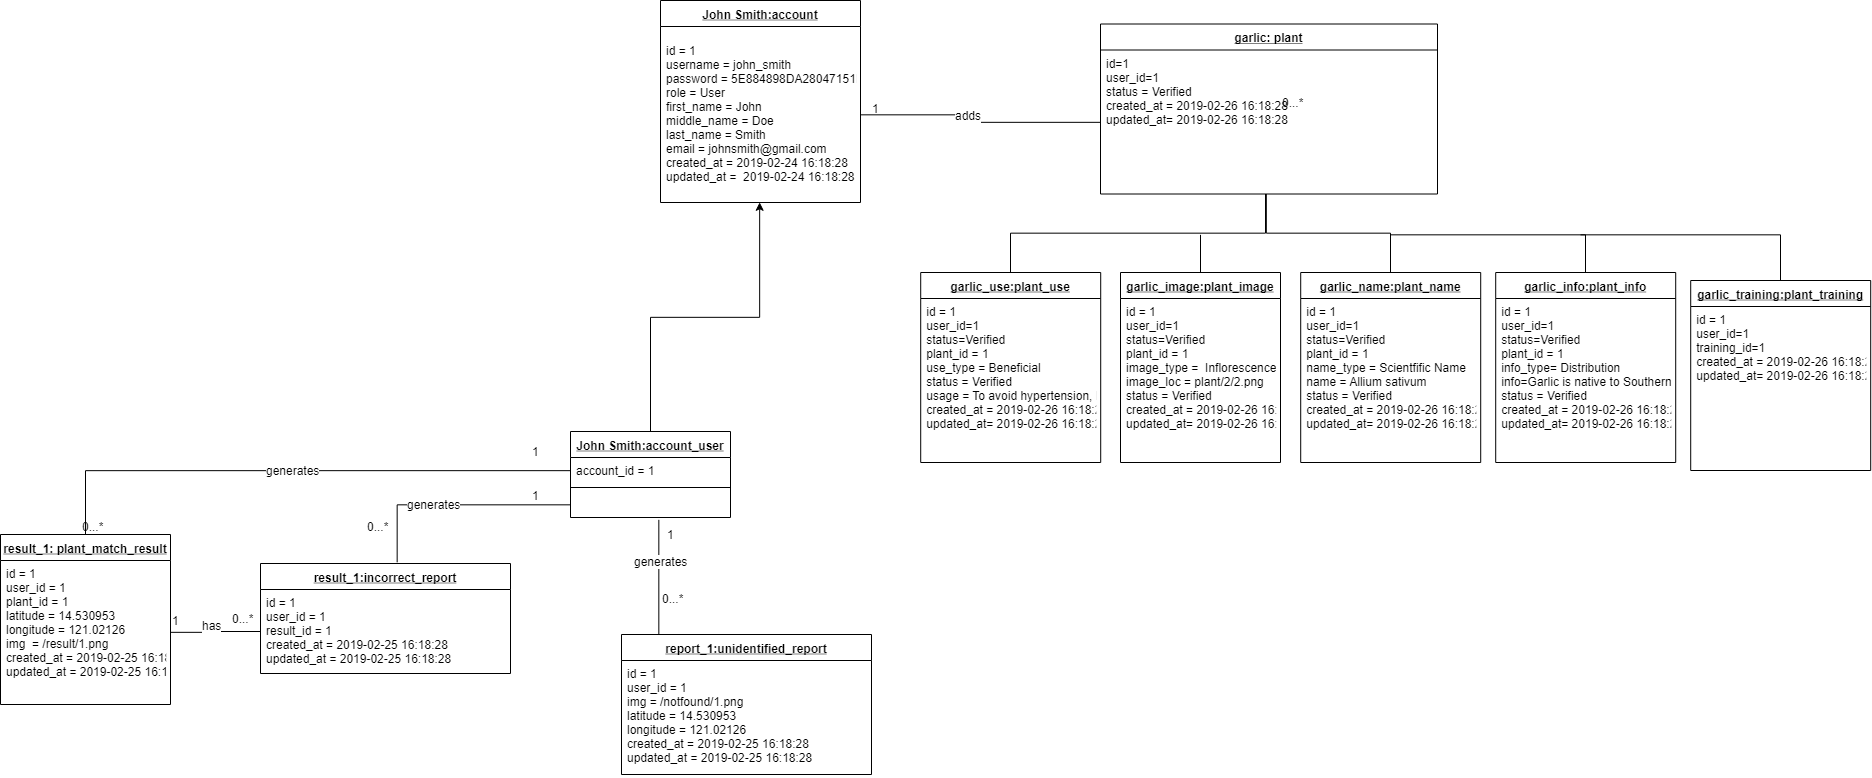 John Smith:account
id = 1
username = john_smith
password = 5E884898DA28047151
role = User
first_name = John
middle_name = Doe
last_name = Smith
email = johnsmith@gmail.com
created_at = 2019-02-24 16:18:28
updated_at =  2019-02-24 16:18:28
1
adds
garlic: plant
id=1
user_id=1
status = Verified
created_at = 2019-02-26 16:18:28
updated_at= 2019-02-26 16:18:28
0...*
garlic_use:plant_use
id = 1
user_id=1
status=Verified
plant_id = 1
use_type = Beneficial
status = Verified
usage = To avoid hypertension,
created_at = 2019-02-26 16:18:
updated_at= 2019-02-26 16:18:
garlic_image:plant_image
id = 1
user_id=1
status=Verified
plant_id = 1
image_type =  Inflorescence
image_loc = plant/2/2.png
status = Verified
created_at = 2019-02-26 16:
updated_at= 2019-02-26 16:
garlic_name:plant_name
id = 1
user_id=1
status=Verified
plant_id = 1
name_type = Scientfific Name
name = Allium sativum
status = Verified
created_at = 2019-02-26 16:18:
updated_at= 2019-02-26 16:18:
garlic_info:plant_info
id = 1
user_id=1
status=Verified
plant_id = 1
info_type= Distribution
info=Garlic is native to Southern
status = Verified
created_at = 2019-02-26 16:18:
updated_at= 2019-02-26 16:18:
garlic_training:plant_training
id = 1
user_id=1
training_id=1
created_at = 2019-02-26 16:18:
updated_at= 2019-02-26 16:18:
John Smith:account_user
account_id = 1
1
generates
0...*
1
generates
0...*
1
generates
0...*
result_1: plant_match_result
id = 1
user_id = 1
plant_id = 1
latitude = 14.530953
longitude = 121.02126
img  = /result/1.png
created_at = 2019-02-25 16:18
updated_at = 2019-02-25 16:1
1
has
0...*
result_1:incorrect_report
id = 1
user_id = 1
result_id = 1
created_at = 2019-02-25 16:18:28
updated_at = 2019-02-25 16:18:28
report_1:unidentified_report
id = 1
user_id = 1
img = /notfound/1.png
latitude = 14.530953
longitude = 121.02126
created_at = 2019-02-25 16:18:28
updated_at = 2019-02-25 16:18:28